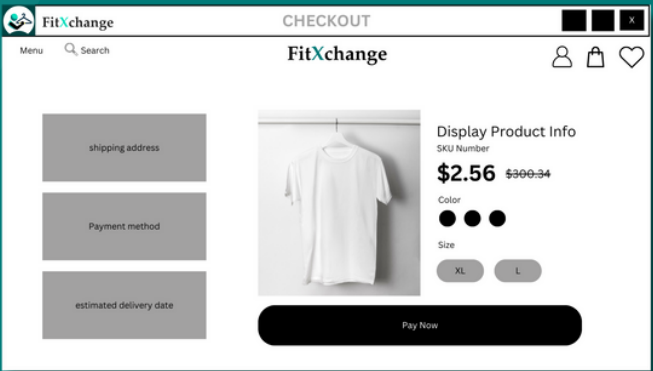 FitXchange
CHECKOUT
X
Menu
Search
FitXchange
shipping address
Payment method
estimated delivery date
Display Product Info
SKU Number
$2.56 $300.34
Color
Size
XL
L
Pay Now